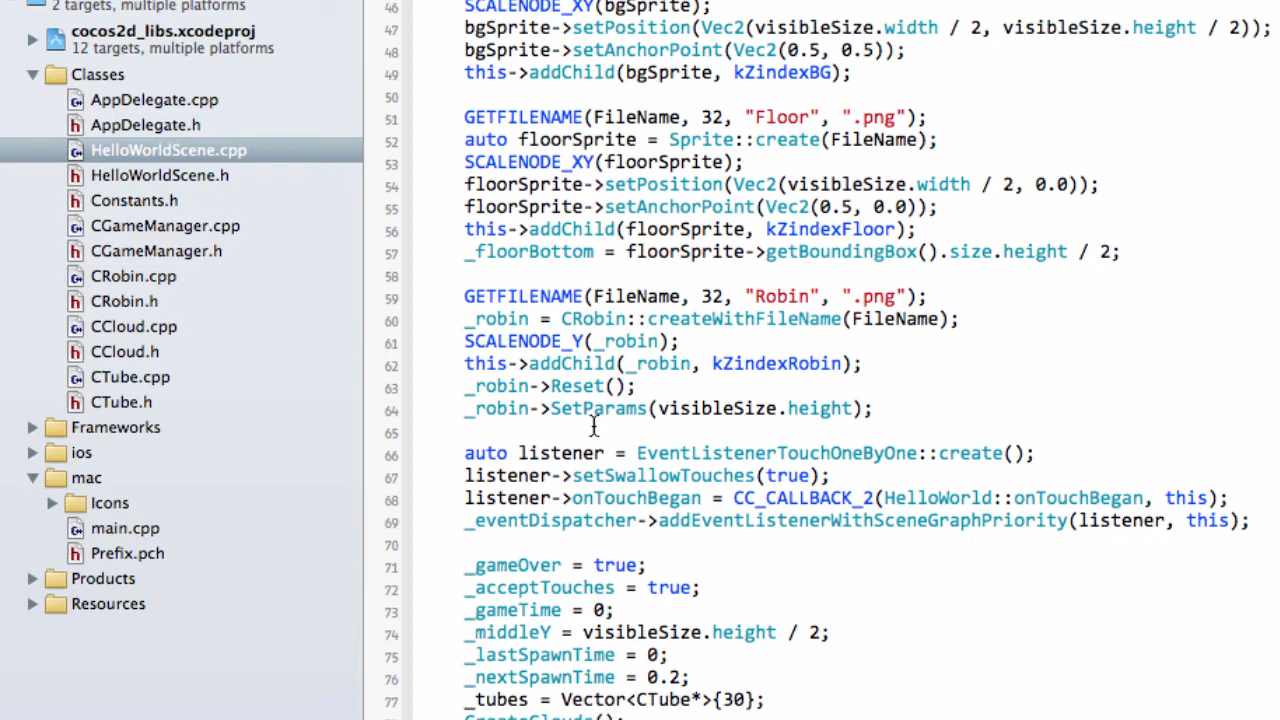 2 targets, multiple platforms
cocos2d_libs.xcodeproj
12 targets, multiple platforms
Classes
AppDelegate.cpp
AppDelegate.h
HelloWorldScene.cpp
HelloWorldScene.h
Constants.h
CGameManager.cpp
CGameManager.h
CRobin.cpp
CRobin.h
CCloud.cpp
CCloud.h
CTube.cpp
CTube.h
Frameworks
ios
mac
Icons
main.cpp
Prefix.pch
Products
Resources
46 SCALENODE_XY(bgSprite);
47 bgSprite->setPosition(Vec2(visibleSize.width / 2, visibleSize.height / 2));
48 bgSprite->setAnchorPoint(Vec2(0.5, 0.5));
49 this->addChild(bgSprite, kZindexBG);
50
51 GETFILENAME(FileName, 32, "Floor", ".png");
52 auto floorSprite = Sprite::create(FileName);
53 SCALENODE_XY(floorSprite);
54 floorSprite->setPosition(Vec2(visibleSize.width / 2, 0.0));
55 floorSprite->setAnchorPoint(Vec2(0.5, 0.0));
56 this->addChild(floorSprite, kZindexFloor);
57 _floorBottom = floorSprite->getBoundingBox().size.height / 2;
58
59 GETFILENAME(FileName, 32, "Robin", ".png");
60 _robin = CRobin::createWithFileName(FileName);
61 SCALENODE_Y(_robin);
62 this->addChild(_robin, kZindexRobin);
63 _robin->Reset();
64 _robin->SetParams(visibleSize.height);
65
66 auto listener = EventListenerTouchOneByOne::create();
67 listener->setSwallowTouches(true);
68 listener->onTouchBegan = CC_CALLBACK_2(HelloWorld::onTouchBegan, this);
69 _eventDispatcher->addEventListenerWithSceneGraphPriority(listener, this);
70
71 _gameOver = true;
72 _acceptTouches = true;
73 _gameTime = 0;
74 _middleY = visibleSize.height / 2;
75 _lastSpawnTime = 0;
76 _nextSpawnTime = 0.2;
77 _tubes = Vector<CTube*>{30};
CreateClouds();